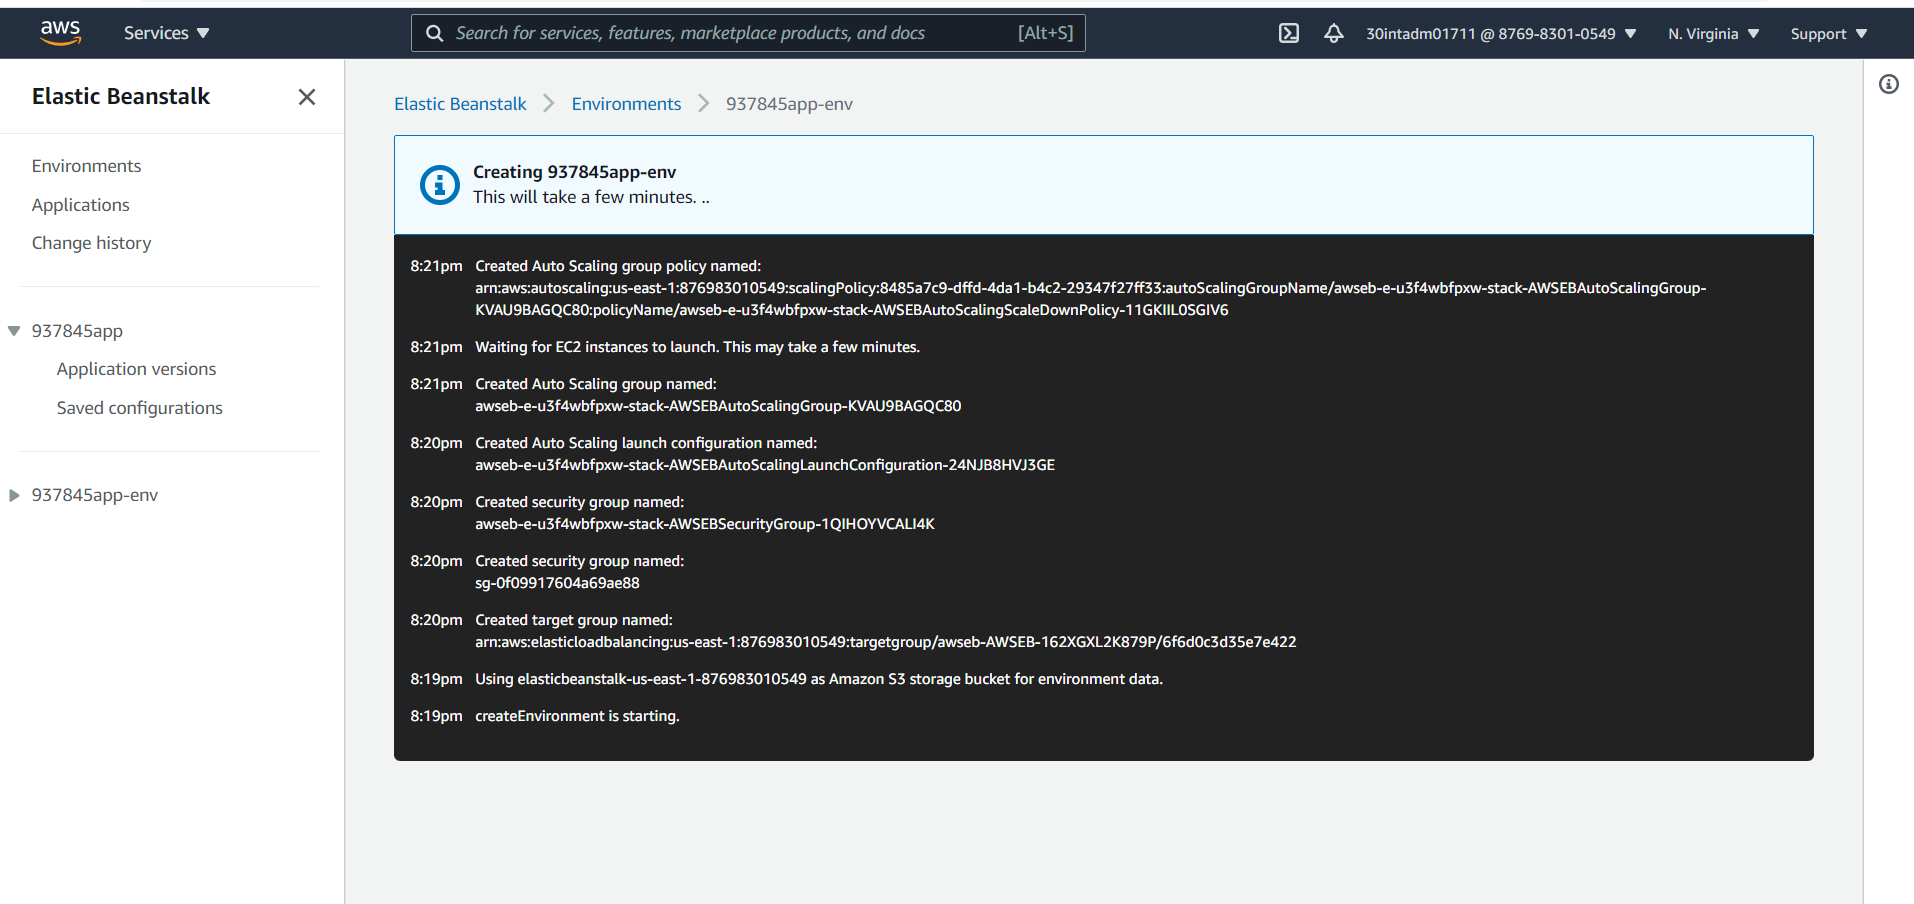 aws
Services
Search for services, features, marketplace products, and docs
[Alt+S]
30intadm01711 @ 8769-8301-0549
N. Virginia
Support
Elastic Beanstalk
Environments
Applications
Change history
937845app
Application versions
Saved configurations
937845app-env
Elastic Beanstalk > Environments > 937845app-env
Creating 937845app-env
This will take a few minutes. ..
8:21pm Created Auto Scaling group policy named:
arn:aws:autoscaling:us-east-1:876983010549:scalingPolicy:8485a7c9-dffd-4da1-b4c2-29347f27ff33:autoScalingGroupName/awseb-e-u3f4wbfpxw-stack-AWSEBAutoScalingGroup-
KVAU9BAGQC80:policyName/awseb-e-u3f4wbfpxw-stack-AWSEBAutoScalingScaleDownPolicy-11GKIIL0SGIV6
8:21pm Waiting for EC2 instances to launch. This may take a few minutes.
8:21pm Created Auto Scaling group named:
awseb-e-u3f4wbfpxw-stack-AWSEBAutoScalingGroup-KVAU9BAGQC80
8:20pm Created Auto Scaling launch configuration named:
awseb-e-u3f4wbfpxw-stack-AWSEBAutoScalingLaunchConfiguration-24NJB8HVJ3GE
8:20pm Created security group named:
awseb-e-u3f4wbfpxw-stack-AWSEBSecurityGroup-1QIHOYVCALI4K
8:20pm Created security group named:
sg-0f09917604a69ae88
8:20pm Created target group named:
arn:aws:elasticloadbalancing:us-east-1:876983010549:targetgroup/awseb-AWSEB-162XGXL2K879P/6f6d0c3d35e7e422
8:19pm Using elasticbeanstalk-us-east-1-876983010549 as Amazon S3 storage bucket for environment data.
8:19pm createEnvironment is starting.